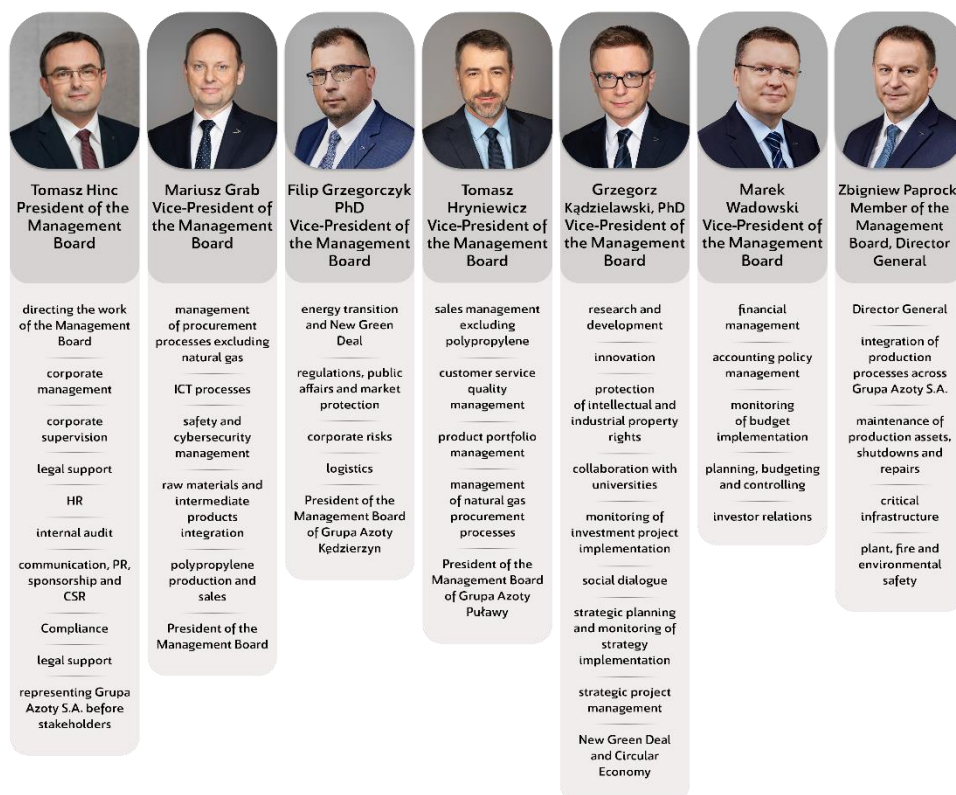 Tomasz Hinc
President of the
Management
Board
directing the work
of the Management
Board
corporate
management
corporate
supervision
legal support
HR
internal audit
communication, PR,
sponsorship and
CSR
Compliance
legal support
representing Grupa
Azoty S.A. before
stakeholders
Mariusz Grab
Vice-President of
the Management
Board
management
of procurement
processes excluding
natural gas
ICT processes
safety and
cybersecurity
management
raw materials and
intermediate
products
integration
polypropylene
production and
sales
President of the
Management Board
Filip Grzegorczyk
PhD
Vice-President of
the Management
Board
energy transition
and New Green
Deal
regulations, public
affairs and market
protection
corporate risks
logistics
President of the
Management Board
of Grupa Azoty
Kędzierzyn
Tomasz
Hryniewicz
Vice-President of
the Management
Board
sales management
excluding
polypropylene
customer service
quality
management
product portfolio
management
management
of natural gas
procurement
processes
President of the
Management Board
of Grupa Azoty
Puławy
Grzegorz
Kądzielawski, PhD
Vice-President of
the Management
Board
research and
development
innovation
protection
of intellectual and
industrial property
rights
collaboration with
universities
monitoring of
investment project
implementation
social dialogue
strategic planning
and monitoring of
strategy
implementation
strategic project
management
New Green Deal
and Circular
Economy
Marek
Wadowski
Vice-President of
the Management
Board
financial
management
accounting policy
management
monitoring
of budget
implementation
planning, budgeting
and controlling
investor relations
Zbigniew Paprock
Member of the
Management
Board, Director
General
Director General
integration of
production
processes across
Grupa Azoty S.A.
maintenance of
production assets,
shutdowns and
repairs
critical
infrastructure
plant, fire and
environmental
safety